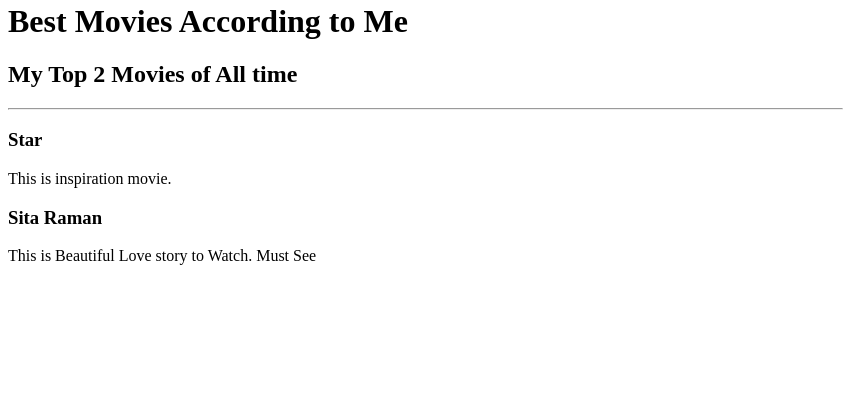 Best Movies According to Me
My Top 2 Movies of All time
Star
This is inspiration movie.
Sita Raman
This is Beautiful Love story to Watch. Must See